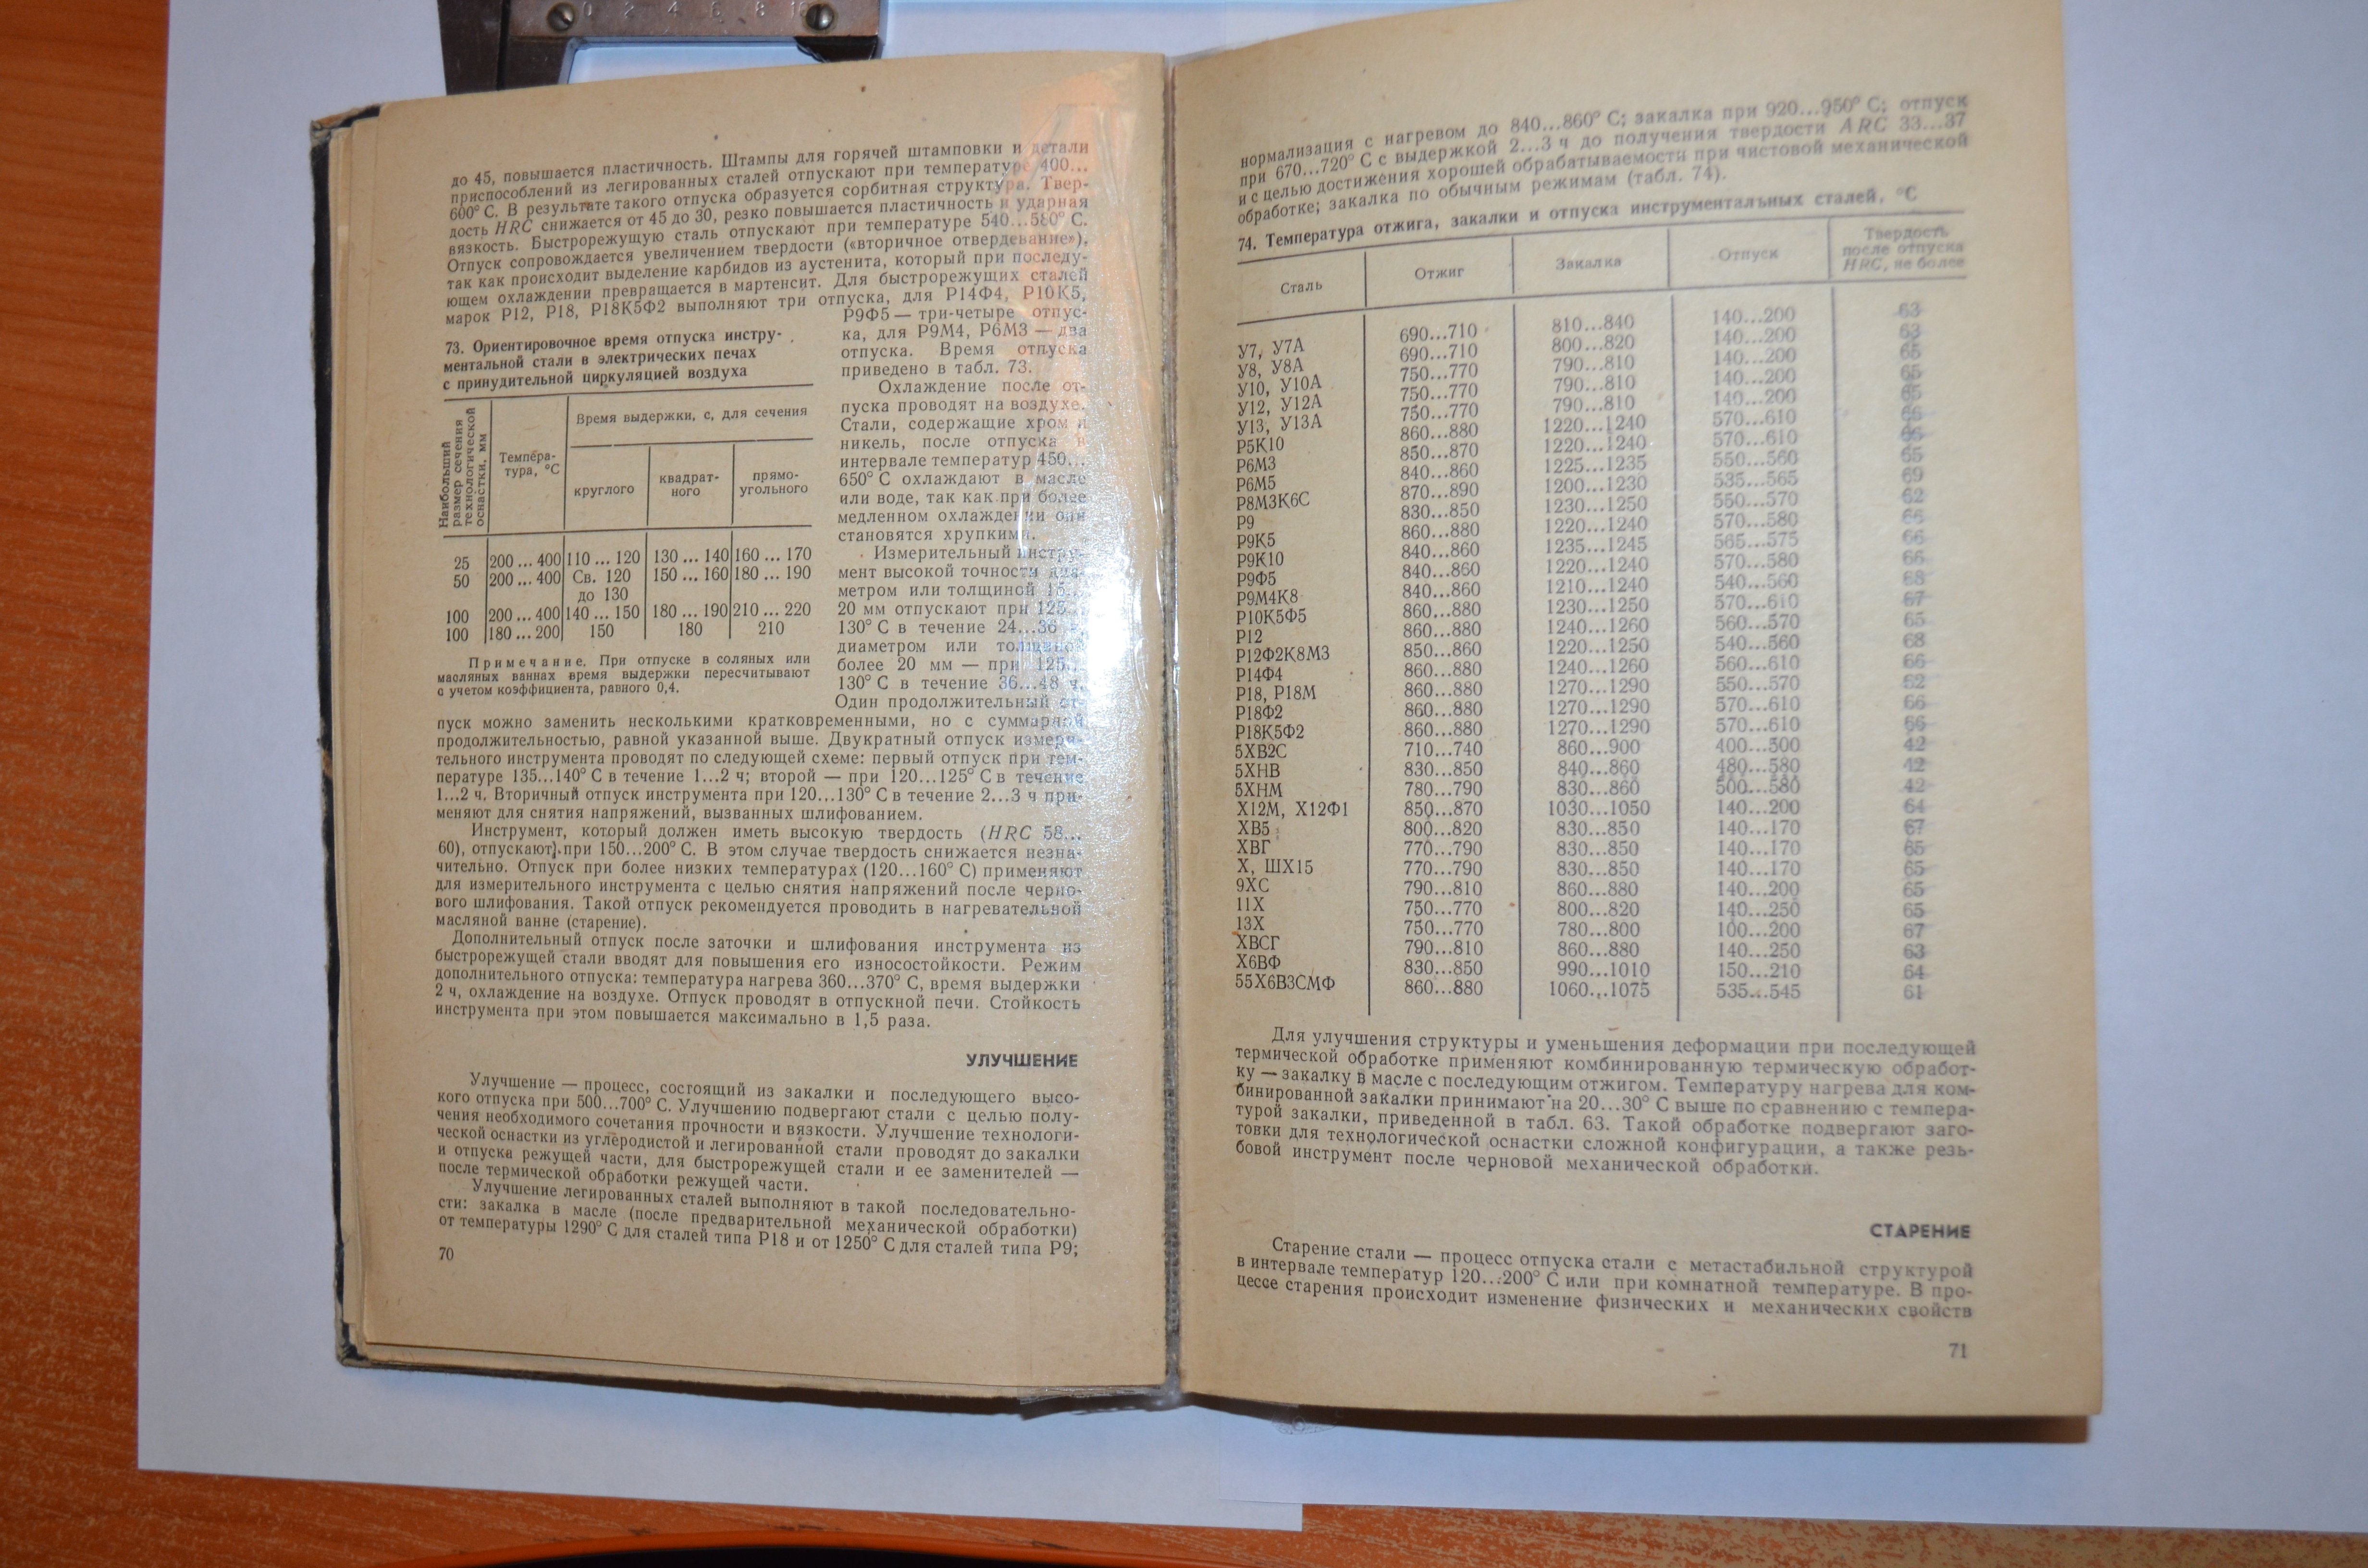 0 2 4 6 8 10
до 45, повышается пластичность. Штампы для горячей штамповки и детали
приспособлений из легированных сталей отпускают при температуре 400...
600° С. В результате такого отпуска образуется сорбитная структура. Твер-
дость HRC снижается от 45 до 30, резко повышается пластичность и ударная
вязкость. Быстрорежущую сталь отпускают при температуре 540...580° С.
Отпуск сопровождается увеличением твердости («вторичное отвердевание»),
так как происходит выделение карбидов из аустенита, который при последу-
ющем охлаждении превращается в мартенсит. Для быстрорежущих сталей
марок Р12, Р18, Р18К5Ф2 выполняют три отпуска, для Р14Ф4, Р10К5,
Р9Ф5 — три-четыре отпус-
ка, для Р9М4, Р6М3 — два
отпуска. Время отпуска
приведено в табл. 73.
Охлаждение после от-
пуска проводят на воздухе.
Стали, содержащие хром и
никель, после отпуска в
интервале температур 450...
650° С охлаждают в масле
или воде, так как при более
медленном охлаждении они
становятся хрупкими.
Измерительный инстру-
мент высокой точности диа-
метром или толщиной 15...
20 мм отпускают при 125...
130° С в течение 24...36 ч,
диаметром или толщиной
более 20 мм — при 125...
130° С в течение 36...48 ч.
Один продолжительный от-
73. Ориентировочное время отпуска инстру-
ментальной стали в электрических печах
с принудительной циркуляцией воздуха
Наибольший размер сечения технологической оснастки, мм
Темпера-
тура, °С
Время выдержки, с, для сечения
круглого
квадрат-
ного
прямо-
угольного
25 200 ... 400 110 ... 120 130 ... 140 160 ... 170
50 200 ... 400 Св. 120 150 ... 160 180 ... 190
до 130
100 200 ... 400 140 ... 150 180 ... 190 210 ... 220
100 180 ... 200 150 180 210
Примечание. При отпуске в соляных или
масляных ваннах время выдержки пересчитывают
с учетом коэффициента, равного 0,4.
пуск можно заменить несколькими кратковременными, но с суммарной
продолжительностью, равной указанной выше. Двукратный отпуск измери-
тельного инструмента проводят по следующей схеме: первый отпуск при тем-
пературе 135...140° С в течение 1...2 ч; второй — при 120...125° С в течение
1...2 ч. Вторичный отпуск инструмента при 120...130° С в течение 2...3 ч при-
меняют для снятия напряжений, вызванных шлифованием.
Инструмент, который должен иметь высокую твердость (HRC 58...
60), отпускают при 150...200° С. В этом случае твердость снижается незна-
чительно. Отпуск при более низких температурах (120...160° С) применяют
для измерительного инструмента с целью снятия напряжений после черно-
вого шлифования. Такой отпуск рекомендуется проводить в нагревательной
масляной ванне (старение).
Дополнительный отпуск после заточки и шлифования инструмента из
быстрорежущей стали вводят для повышения его износостойкости. Режим
дополнительного отпуска: температура нагрева 360...370° С, время выдержки
2 ч, охлаждение на воздухе. Отпуск проводят в отпускной печи. Стойкость
инструмента при этом повышается максимально в 1,5 раза.
УЛУЧШЕНИЕ
Улучшение — процесс, состоящий из закалки и последующего высо-
кого отпуска при 500...700° С. Улучшению подвергают стали с целью полу-
чения необходимого сочетания прочности и вязкости. Улучшение технологи-
ческой оснастки из углеродистой и легированной стали проводят до закалки
и отпуска режущей части, для быстрорежущей стали и ее заменителей —
после термической обработки режущей части.
Улучшение легированных сталей выполняют в такой последовательно-
сти: закалка в масле (после предварительной механической обработки)
от температуры 1290° С для сталей типа Р18 и от 1250° С для сталей типа Р9;
70
нормализация с нагревом до 840...860° С; закалка при 920...950° С; отпуск
при 670...720° С с выдержкой 2...3 ч до получения твердости ARC 33...37
и с целью достижения хорошей обрабатываемости при чистовой механической
обработке; закалка по обычным режимам (табл. 74).
74. Температура отжига, закалки и отпуска инструментальных сталей, °С
Сталь Отжиг Закалка Отпуск Твердость
после отпуска
HRC, не более
У7, У7А 690...710 810...840 140...200 63
У8, У8А 690...710 800...820 140...200 63
У10, У10А 750...770 790...810 140...200 65
У12, У12А 750...770 790...810 140...200 65
У13, У13А 750...770 790...810 140...200 65
Р5К10 860...880 1220...1240 570...610 66
Р6М3 850...870 1220...1240 570...610 66
Р6М5 840...860 1225...1235 550...560 65
Р8М3К6С 870...890 1200...1230 535...565 69
Р9 830...850 1230...1250 560...570 62
Р9К5 860...880 1220...1240 570...580 66
Р9К10 840...860 1235...1245 565...575 66
Р9Ф5 840...860 1220...1240 570...580 66
Р9М4К8 840...860 1210...1240 540...560 68
Р10К5Ф5 860...880 1230...1250 570...610 67
Р12 860...880 1240...1260 560...570 65
Р12Ф2К8М3 850...860 1220...1250 540...560 68
Р14Ф4 860...880 1240...1260 560...610 66
Р18, Р18М 860...880 1270...1290 550...570 62
Р18Ф2 860...880 1270...1290 570...610 66
Р18К5Ф2 860...880 1270...1290 570...610 66
5ХВ2С 710...740 860...900 400...500 42
5ХНВ 830...850 840...860 480...580 42
5ХНМ 780...790 830...860 500...580 42
Х12М, Х12Ф1 850...870 1030...1050 140...200 64
ХВ5 800...820 830...850 140...170 67
ХВГ 770...790 830...850 140...170 65
Х, ШХ15 770...790 830...850 140...170 65
9ХС 790...810 860...880 140...200 65
11Х 750...770 800...820 140...250 65
13Х 750...770 780...800 100...200 67
ХВСГ 790...810 860...880 140...250 63
Х6ВФ 830...850 990...1010 150...210 64
55Х6В3СМФ 860...880 1060...1075 535...545 61
Для улучшения структуры и уменьшения деформации при последующей
термической обработке применяют комбинированную термическую обработ-
ку — закалку в масле с последующим отжигом. Температуру нагрева для ком-
бинированной закалки принимают на 20...30° С выше по сравнению с темпера-
турой закалки, приведенной в табл. 63. Такой обработке подвергают заго-
товки для технологической оснастки сложной конфигурации, а также резь-
бовой инструмент после черновой механической обработки.
СТАРЕНИЕ
Старение стали — процесс отпуска стали с метастабильной структурой
в интервале температур 120...200° С или при комнатной температуре. В про-
цессе старения происходит изменение физических и механических свойств
71